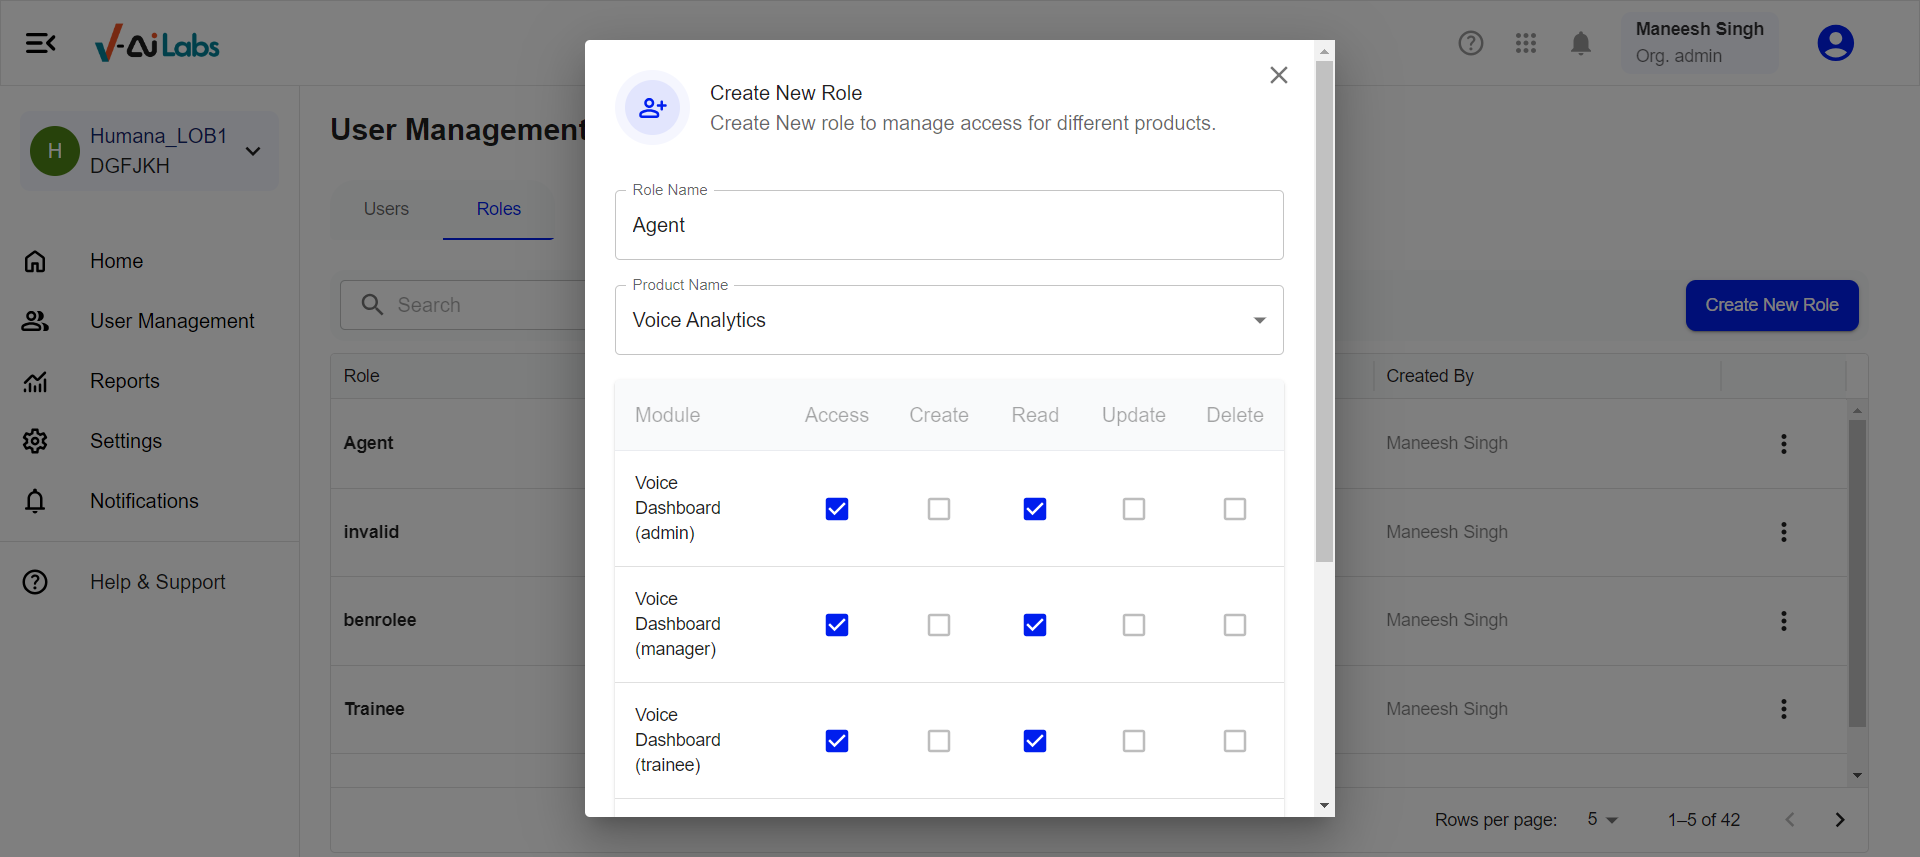 V-Ai Labs
Maneesh Singh
Org. admin
H
Humana_LOB1
DGFJKH
Home
User Management
Reports
Settings
Notifications
Help & Support
User Management
Users
Roles
Search
Create New Role
Role
Created By
Agent
Maneesh Singh
invalid
Maneesh Singh
benrolee
Maneesh Singh
Trainee
Maneesh Singh
Rows per page: 5 1–5 of 42
Create New Role
Create New role to manage access for different products.
Role Name
Agent
Product Name
Voice Analytics
Module Access Create Read Update Delete
Voice
Dashboard
(admin)
Voice
Dashboard
(manager)
Voice
Dashboard
(trainee)